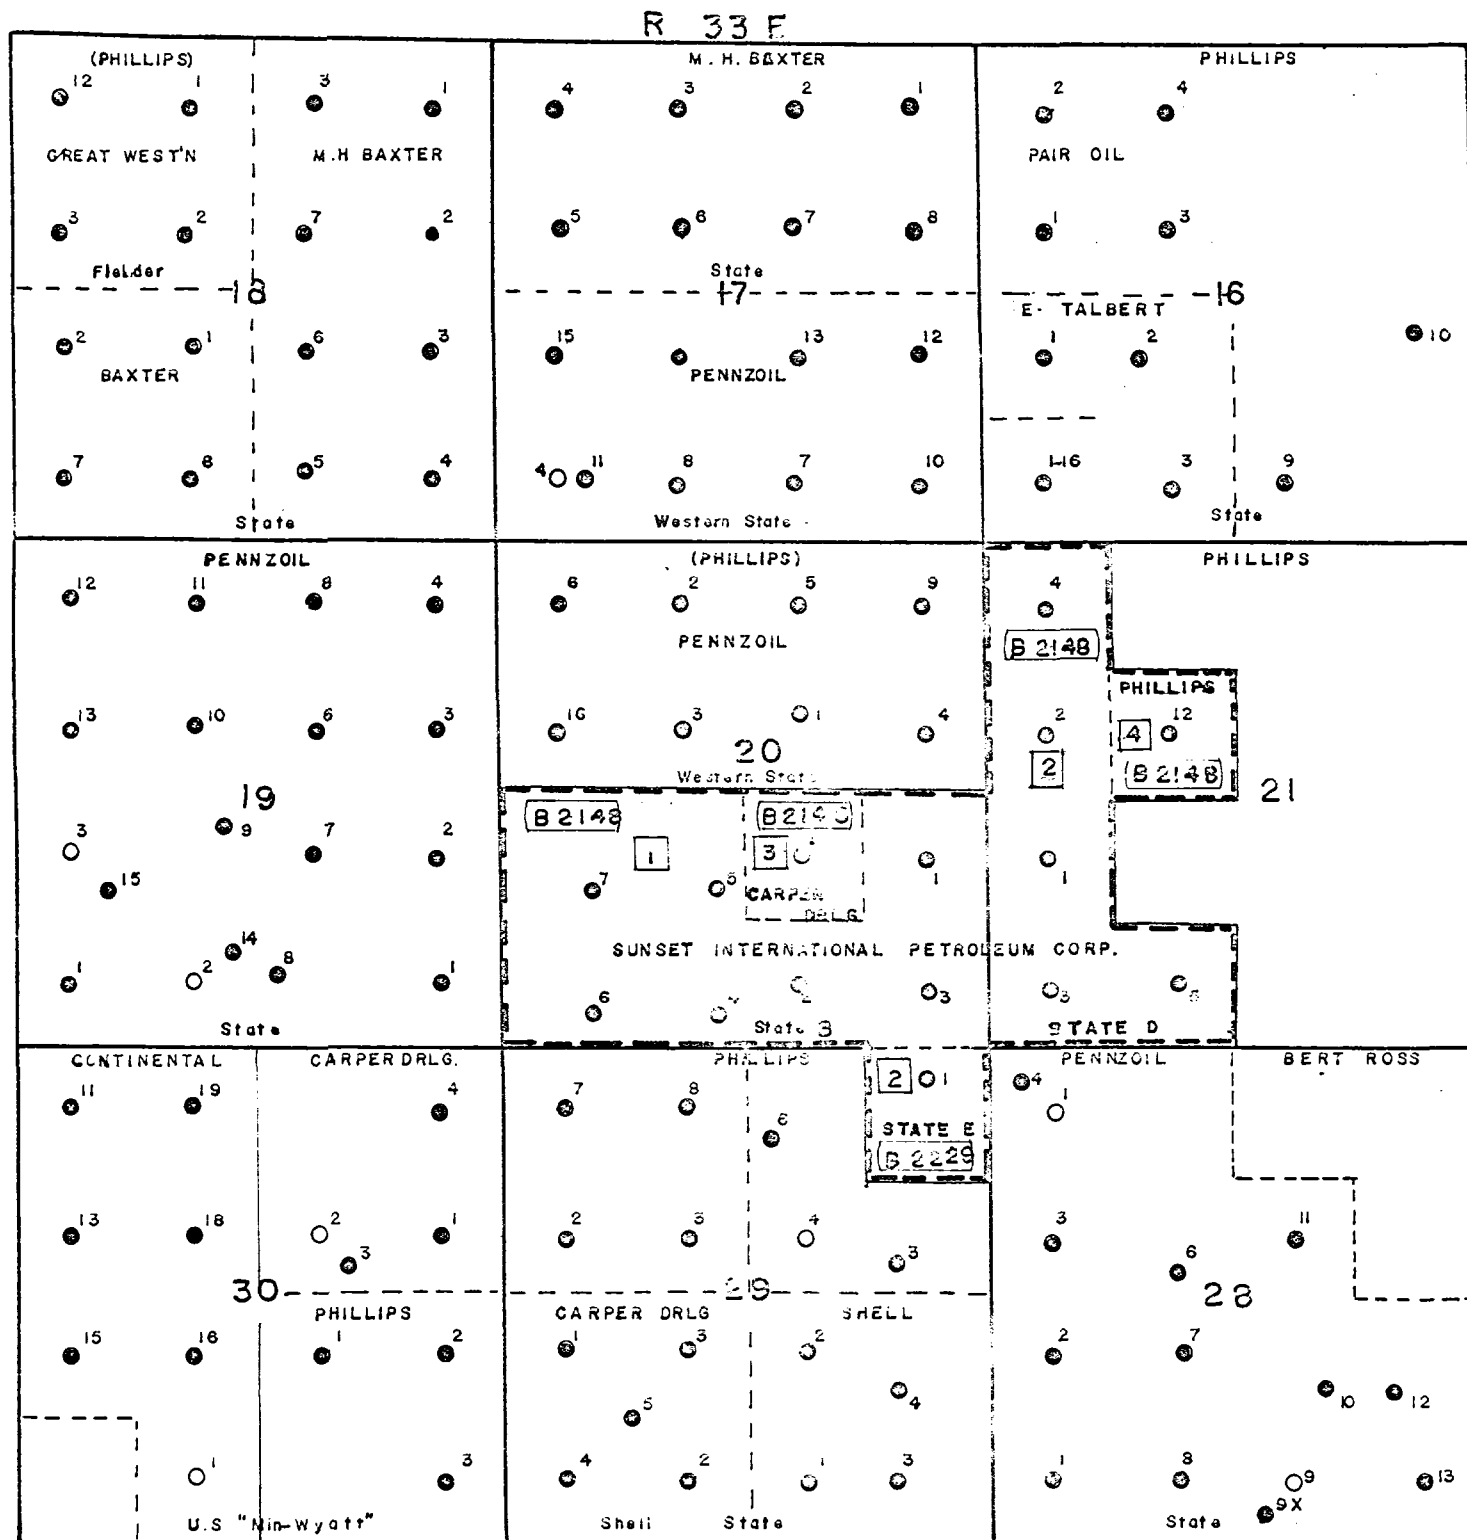 R 33 E
(PHILLIPS) M. H. BAXTER PHILLIPS
12 1 3 1 4 3 2 1 2 4
GREAT WEST'N M.H BAXTER PAIR OIL
3 2 7 2 5 6 7 8 1 3
Fielder State
18 17 16
E- TALBERT
2 1 6 3 15 13 12 1 2 10
BAXTER PENNZOIL
7 8 5 4 4 11 8 7 10 1-16 3 9
State Western State State
PENNZOIL (PHILLIPS) PHILLIPS
12 11 8 4 6 2 5 9 4
PENNZOIL (B 2148)
PHILLIPS
13 10 6 3 16 3 1 4 2 4 12
20 2
Western State (B 2148)
19 21
(B 2148)
3 9 7 2 1 3 1 1
15 7 5 CARPER
DRLG.
SUNSET INTERNATIONAL PETROLEUM CORP.
14 8
1 2 1 6 4 2 3 3
State State STATE D
CONTINENTAL CARPER DRLG. PHILLIPS PENNZOIL BERT ROSS
11 19 4 7 8 6 2 1 4 1
STATE E
(B 2229)
13 18 2 3 1 2 4 3 3 6 11
30 29 28
PHILLIPS CARPER DRLG SHELL
15 16 1 2 1 3 2 2 7
5 4 10 12
1 3 4 2 1 3 1 8 9 13
9X
U.S "Nin-Wyatt" Shell State State